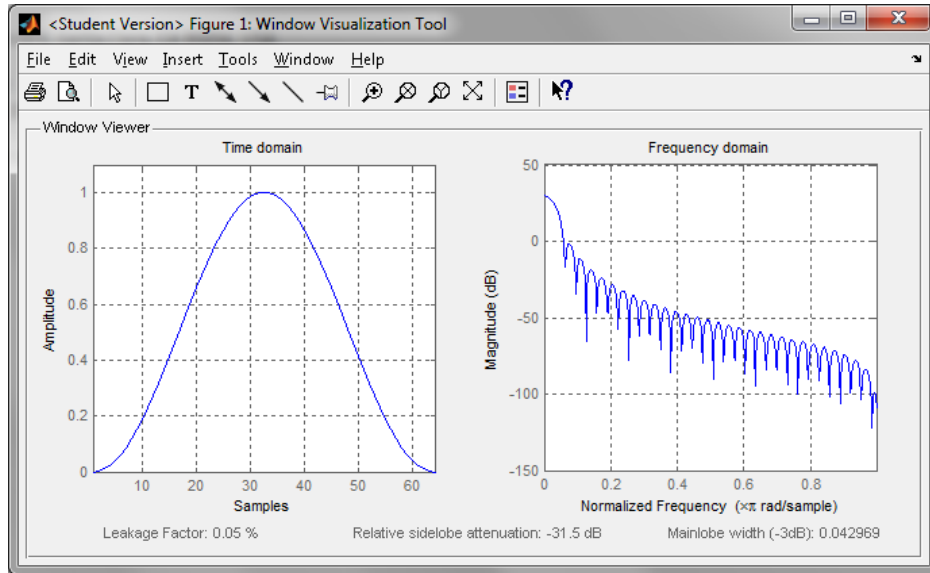 <Student Version> Figure 1: Window Visualization Tool
File Edit View Insert Tools Window Help
T
Window Viewer
Time domain
Frequency domain
1
0.8
0.6
0.4
0.2
0
Amplitude
10 20 30 40 50 60
Samples
50
0
-50
-100
-150
Magnitude (dB)
0 0.2 0.4 0.6 0.8
Normalized Frequency (×π rad/sample)
Leakage Factor: 0.05 %
Relative sidelobe attenuation: -31.5 dB
Mainlobe width (-3dB): 0.042969